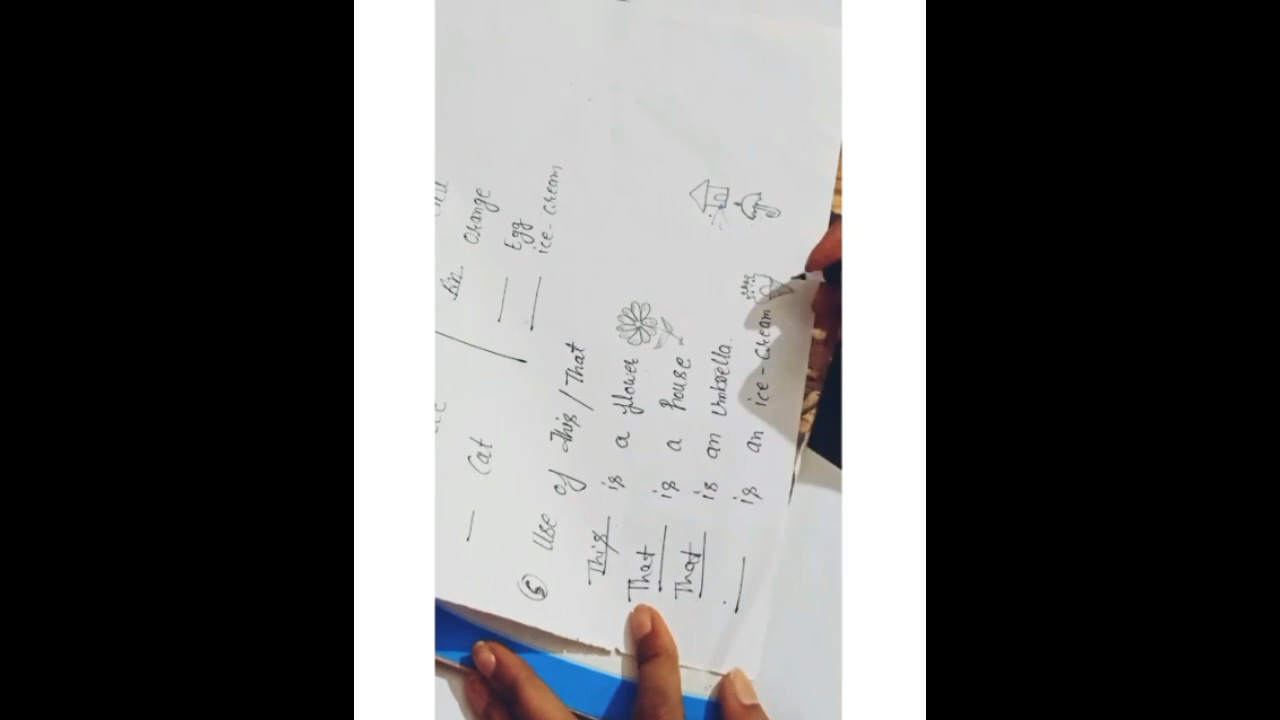 — Cat
An Orange
— Egg
— ice-cream
(5) Use of This/That
This is a flower
That is a house
That is an Umbrella.
— is an ice-cream